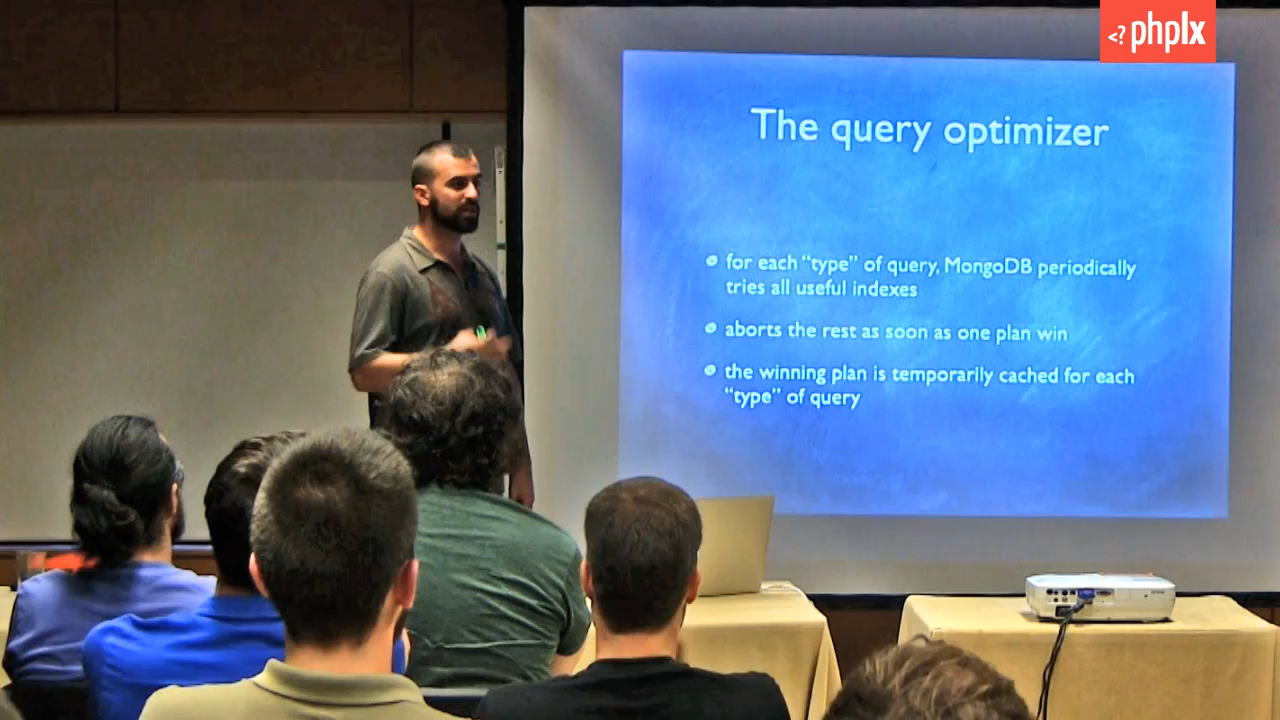 <? phplx
The query optimizer
for each “type” of query, MongoDB periodically
tries all useful indexes
aborts the rest as soon as one plan win
the winning plan is temporarily cached for each
“type” of query